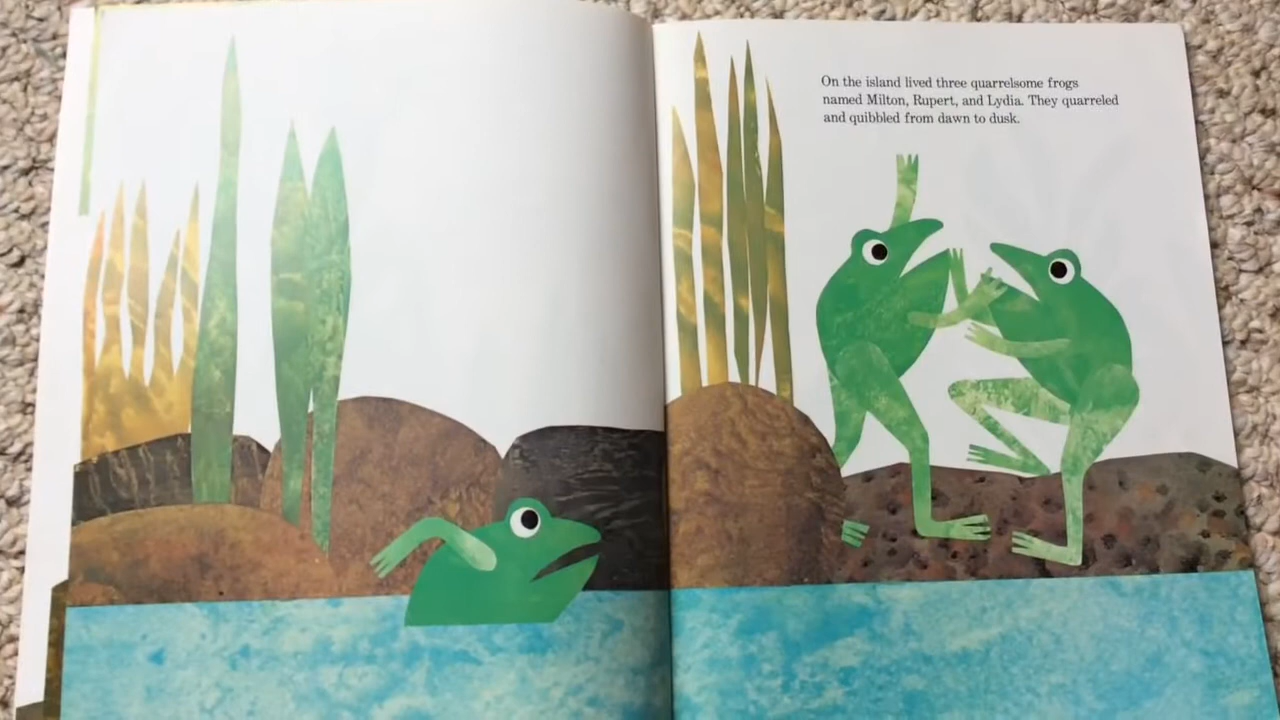 On the island lived three quarrelsome frogs
named Milton, Rupert, and Lydia. They quarreled
and quibbled from dawn to dusk.